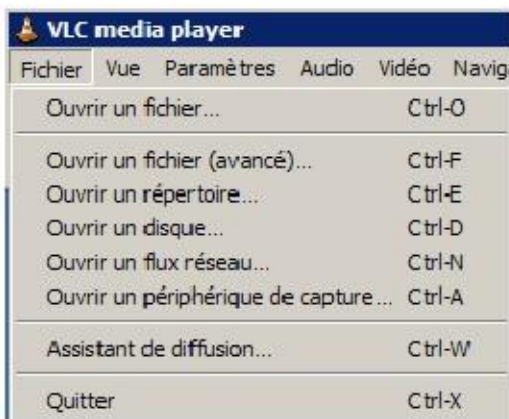 VLC media player
Fichier Vue Paramètres Audio Vidéo Navig
Ouvrir un fichier... Ctrl-O
Ouvrir un fichier (avancé)... Ctrl-F
Ouvrir un répertoire... Ctrl-E
Ouvrir un disque... Ctrl-D
Ouvrir un flux réseau... Ctrl-N
Ouvrir un périphérique de capture... Ctrl-A
Assistant de diffusion... Ctrl-W
Quitter Ctrl-X